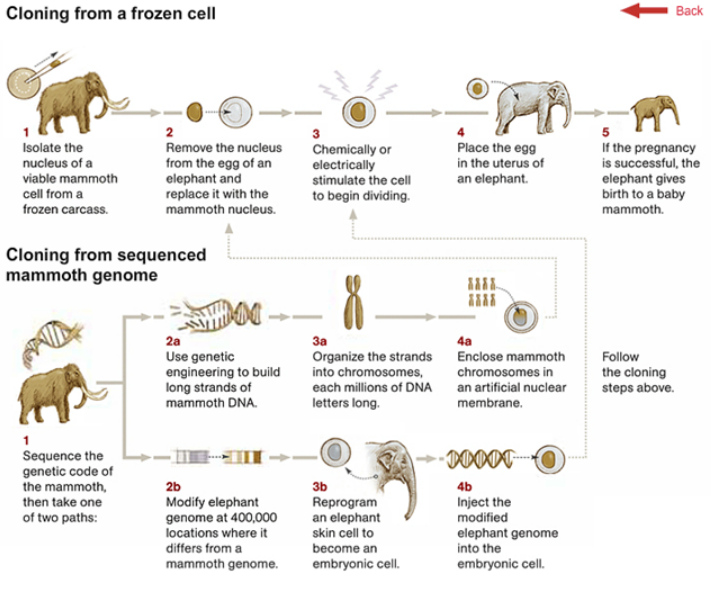 Cloning from a frozen cell
Back
1
Isolate the
nucleus of a
viable mammoth
cell from a
frozen carcass.
2
Remove the nucleus
from the egg of an
elephant and
replace it with the
mammoth nucleus.
3
Chemically or
electrically
stimulate the cell
to begin dividing.
4
Place the egg
in the uterus of
an elephant.
5
If the pregnancy
is successful, the
elephant gives
birth to a baby
mammoth.
Cloning from sequenced
mammoth genome
1
Sequence the
genetic code of
the mammoth,
then take one
of two paths:
2a
Use genetic
engineering to build
long strands of
mammoth DNA.
3a
Organize the strands
into chromosomes,
each millions of DNA
letters long.
4a
Enclose mammoth
chromosomes in
an artificial nuclear
membrane.
Follow
the cloning
steps above.
2b
Modify elephant
genome at 400,000
locations where it
differs from a
mammoth genome.
3b
Reprogram
an elephant
skin cell to
become an
embryonic cell.
4b
Inject the
modified
elephant genome
into the
embryonic cell.